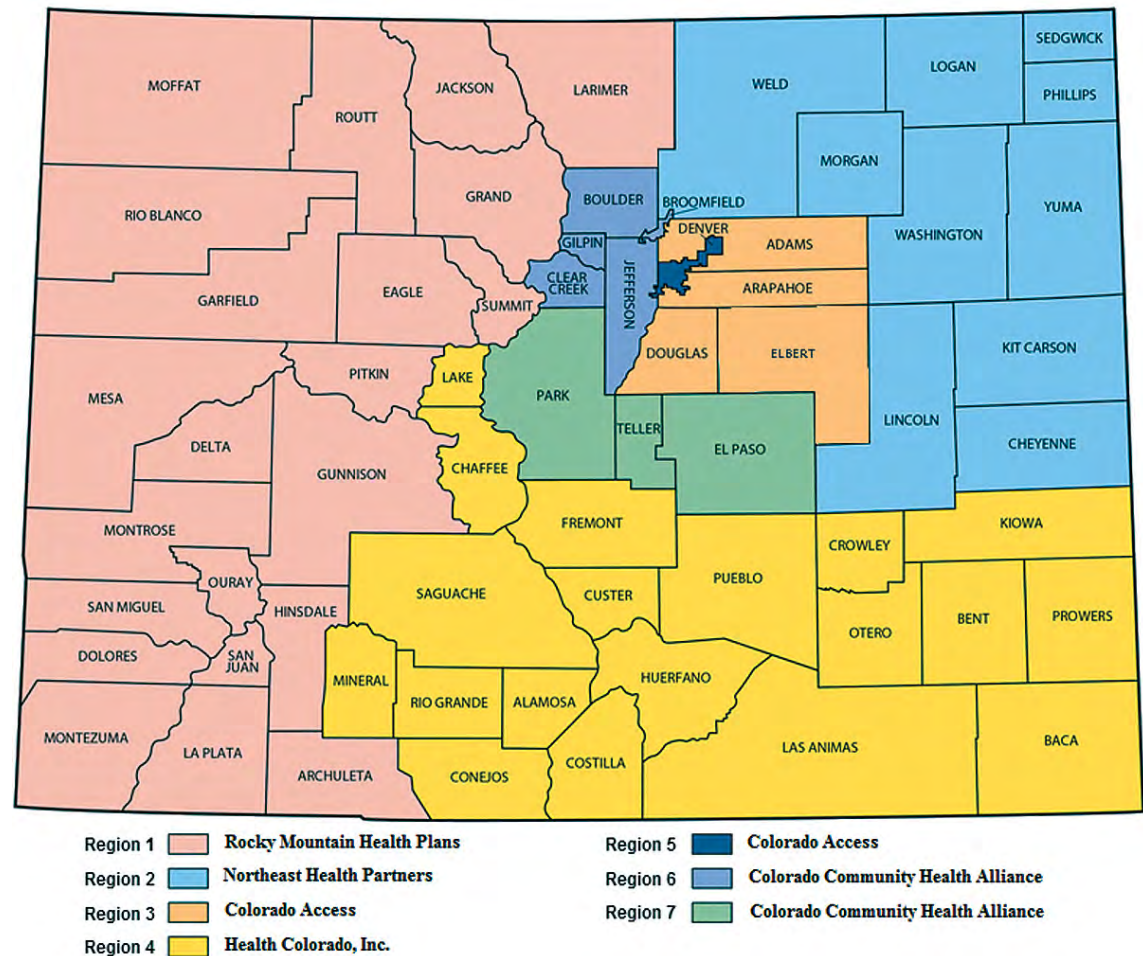 SEDGWICK
LOGAN
MOFFAT
JACKSON
LARIMER
WELD
PHILLIPS
ROUTT
MORGAN
GRAND
BOULDER
BROOMFIELD
RIO BLANCO
YUMA
DENVER
WASHINGTON
GILPIN
ADAMS
JEFFERSON
CLEAR
CREEK
EAGLE
ARAPAHOE
GARFIELD
SUMMIT
KIT CARSON
DOUGLAS
ELBERT
PITKIN
LAKE
MESA
PARK
LINCOLN
TELLER
CHEYENNE
DELTA
EL PASO
CHAFFEE
GUNNISON
FREMONT
KIOWA
MONTROSE
CROWLEY
OURAY
PUEBLO
SAGUACHE
CUSTER
SAN MIGUEL
HINSDALE
BENT
PROWERS
OTERO
DOLORES
SAN
JUAN
HUERFANO
MINERAL
RIO GRANDE
ALAMOSA
MONTEZUMA
BACA
LAS ANIMAS
LA PLATA
COSTILLA
ARCHULETA
CONEJOS
Region 1 Rocky Mountain Health Plans
Region 2 Northeast Health Partners
Region 3 Colorado Access
Region 4 Health Colorado, Inc.
Region 5 Colorado Access
Region 6 Colorado Community Health Alliance
Region 7 Colorado Community Health Alliance